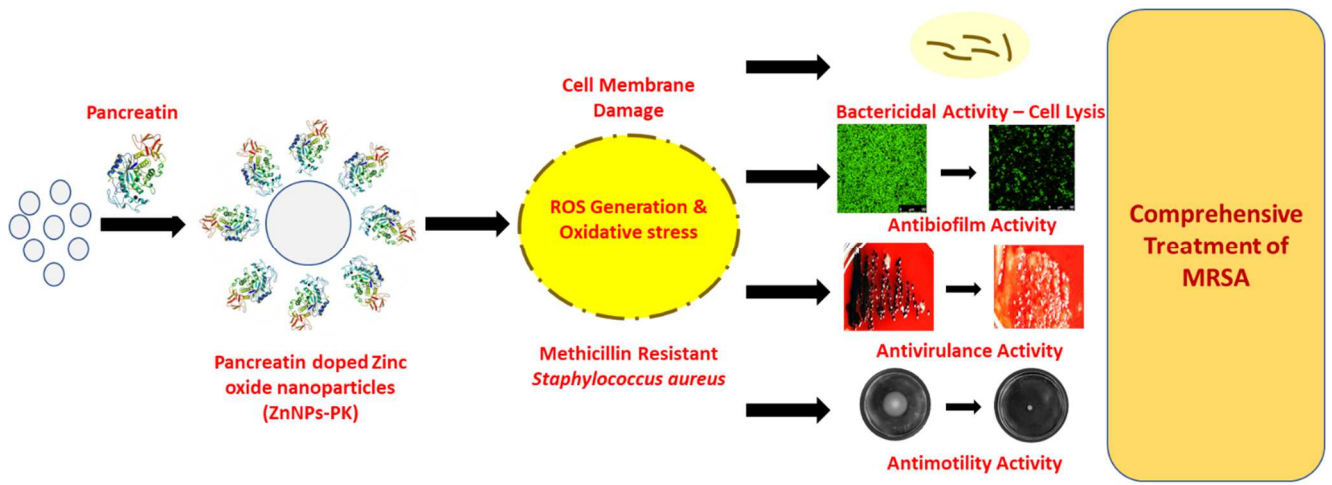 Pancreatin
Pancreatin doped Zinc
oxide nanoparticles
(ZnNPs-PK)
Cell Membrane
Damage
ROS Generation &
Oxidative stress
Methicillin Resistant
Staphylococcus aureus
Bactericidal Activity – Cell Lysis
Antibiofilm Activity
Antivirulance Activity
Antimotility Activity
Comprehensive
Treatment of
MRSA